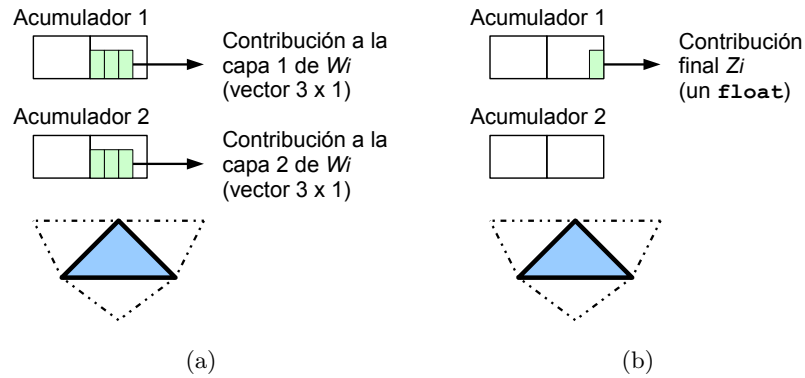 Acumulador 1
Contribución a la
capa 1 de Wi
(vector 3 x 1)
Acumulador 2
Contribución a la
capa 2 de Wi
(vector 3 x 1)
(a)
Acumulador 1
Contribución
final Zi
(un float)
Acumulador 2
(b)